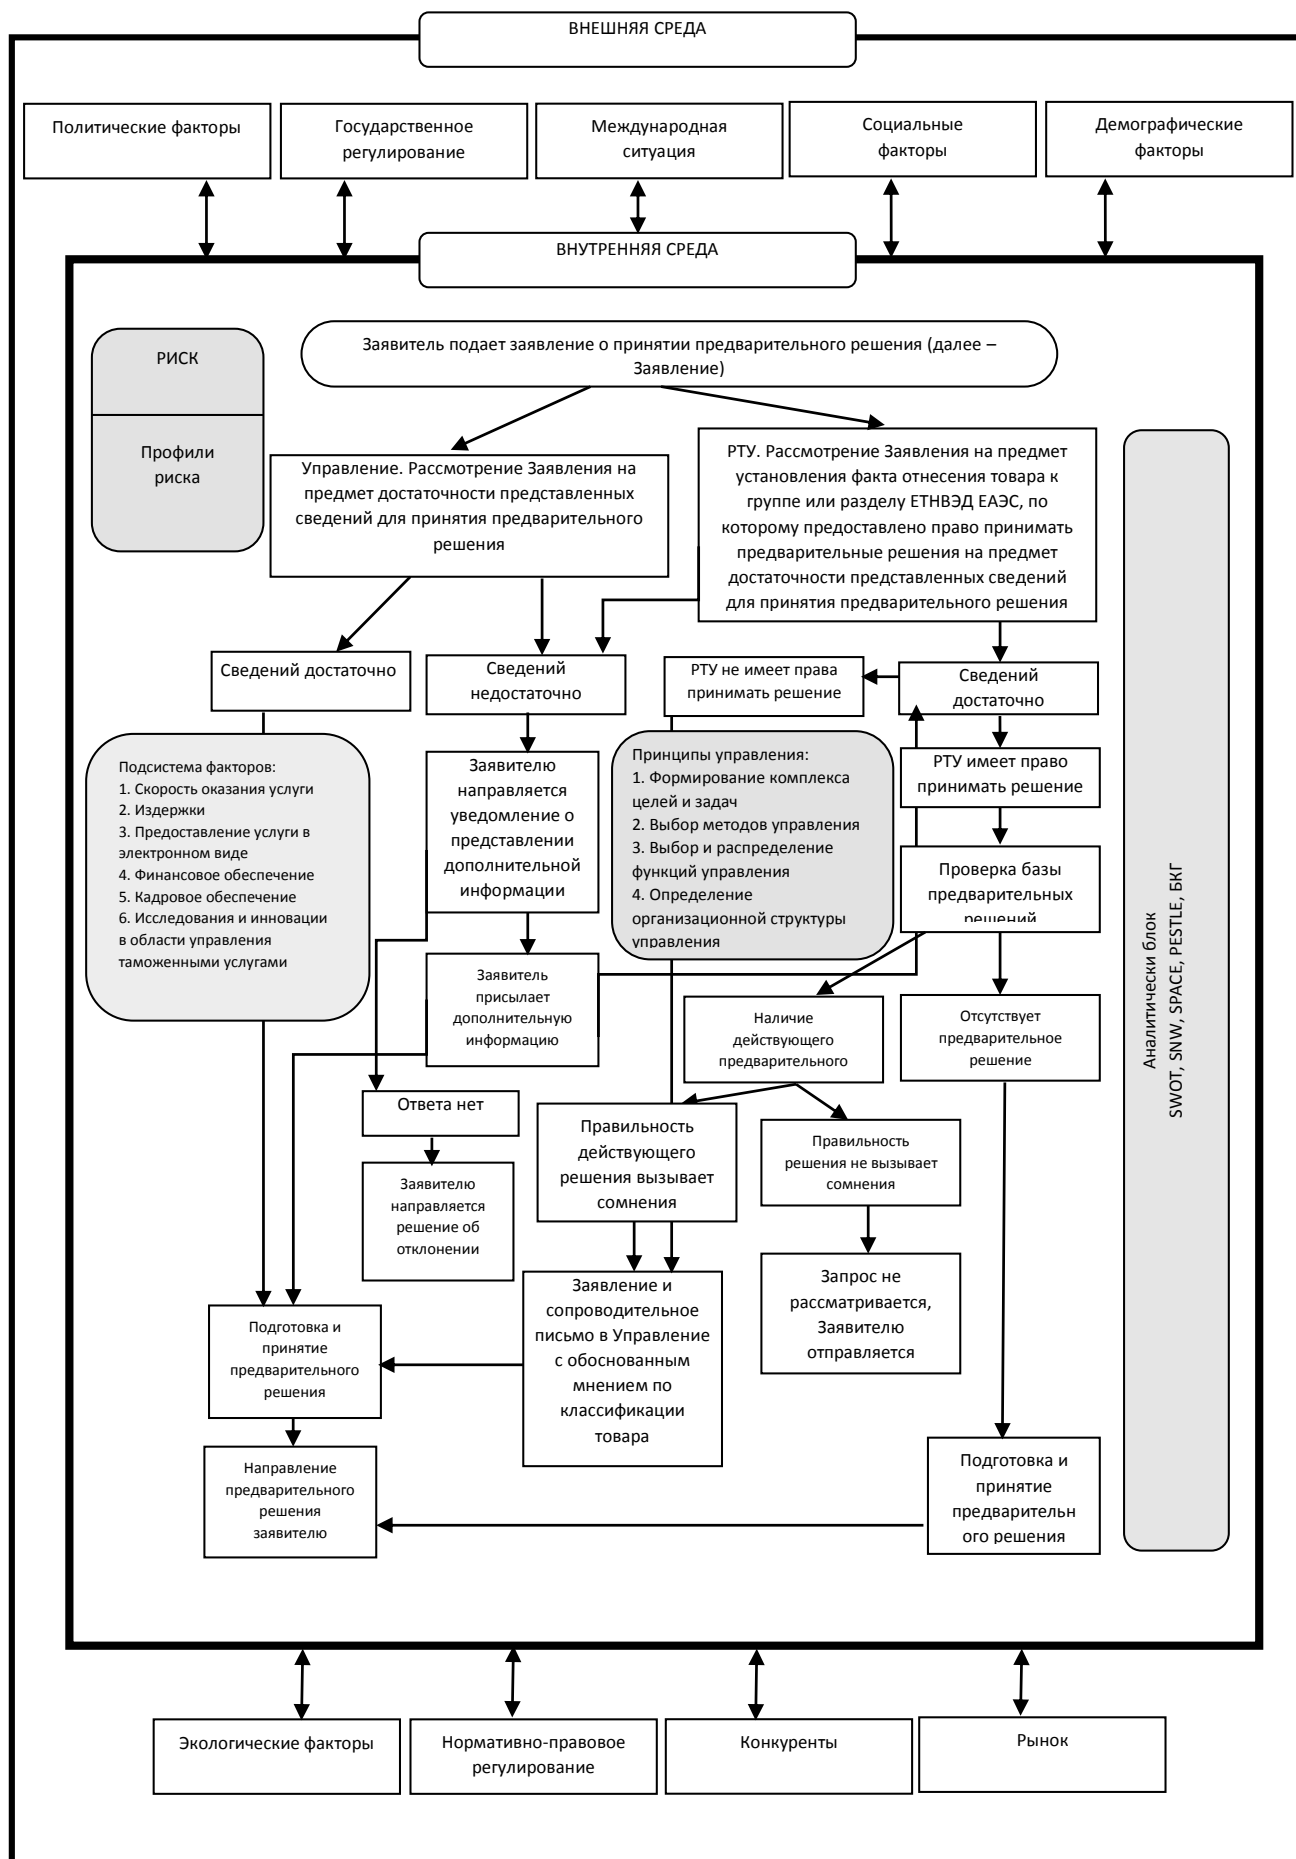 ВНЕШНЯЯ СРЕДА
Политические факторы
Государственное
регулирование
Международная
ситуация
Социальные
факторы
Демографические
факторы
ВНУТРЕННЯЯ СРЕДА
РИСК
Профили
риска
Заявитель подает заявление о принятии предварительного решения (далее –
Заявление)
Управление. Рассмотрение Заявления на
предмет достаточности представленных
сведений для принятия предварительного
решения
РТУ. Рассмотрение Заявления на предмет
установления факта отнесения товара к
группе или разделу ЕТНВЭД ЕАЭС, по
которому предоставлено право принимать
предварительные решения на предмет
достаточности представленных сведений
для принятия предварительного решения
Сведений достаточно
Сведений
недостаточно
РТУ не имеет права
принимать решение
Сведений
достаточно
Подсистема факторов:
1. Скорость оказания услуги
2. Издержки
3. Предоставление услуги в
электронном виде
4. Финансовое обеспечение
5. Кадровое обеспечение
6. Исследования и инновации
в области управления
таможенными услугами
Заявителю
направляется
уведомление о
представлении
дополнительной
информации
Принципы управления:
1. Формирование комплекса
целей и задач
2. Выбор методов управления
3. Выбор и распределение
функций управления
4. Определение
организационной структуры
управления
РТУ имеет право
принимать решение
Проверка базы
предварительных
решений
Заявитель
присылает
дополнительную
информацию
Наличие
действующего
предварительного
Отсутствует
предварительное
решение
Ответа нет
Заявителю
направляется
решение об
отклонении
Правильность
действующего
решения вызывает
сомнения
Правильность
решения не вызывает
сомнения
Заявление и
сопроводительное
письмо в Управление
с обоснованным
мнением по
классификации
товара
Запрос не
рассматривается,
Заявителю
отправляется
Подготовка и
принятие
предварительного
решения
Направление
предварительного
решения
заявителю
Подготовка и
принятие
предварительн
ого решения
Аналитически блок
SWOT, SNW, SPACE, PESTLE, БКГ
Экологические факторы
Нормативно-правовое
регулирование
Конкуренты
Рынок